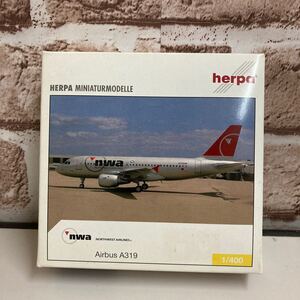 HERPA MINIATURMODELLE
herpa
nwa
nwa NORTHWEST AIRLINES
Airbus A319
1/400